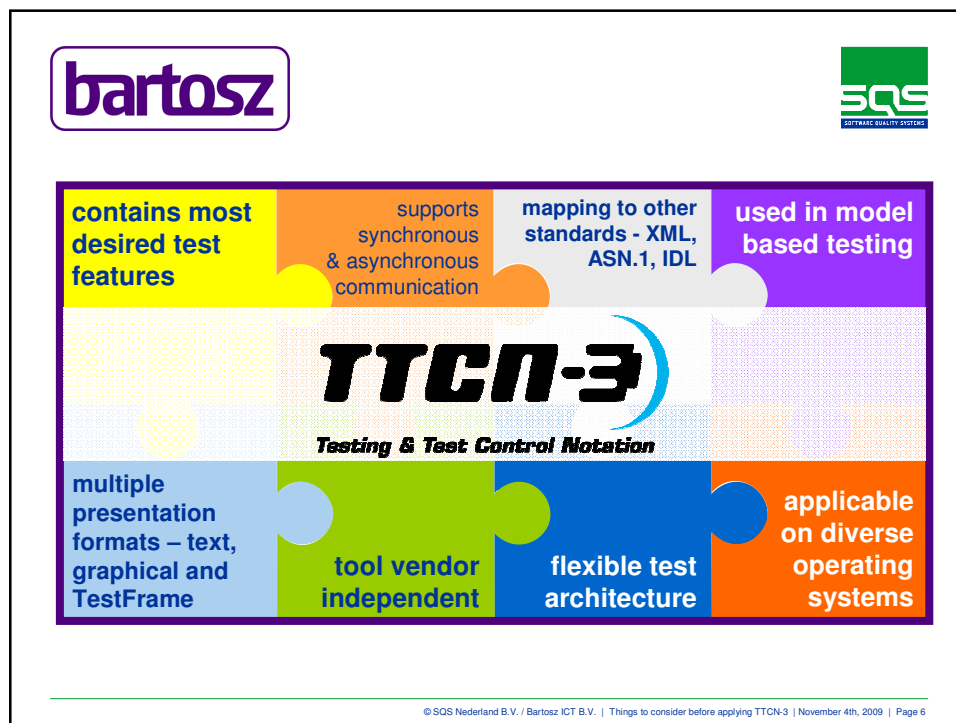 bartosz
SQS
SOFTWARE QUALITY SYSTEMS
contains most
desired test
features
supports
synchronous
& asynchronous
communication
mapping to other
standards - XML,
ASN.1, IDL
used in model
based testing
TTCN-3
Testing & Test Control Notation
multiple
presentation
formats – text,
graphical and
TestFrame
tool vendor
independent
flexible test
architecture
applicable
on diverse
operating
systems
© SQS Nederland B.V. / Bartosz ICT B.V. | Things to consider before applying TTCN-3 | November 4th, 2009 | Page 6